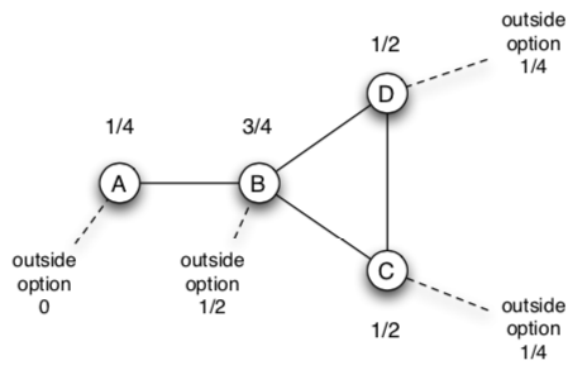 outside
option
1/4
1/2
D
1/4
3/4
A
B
outside
option
0
outside
option
1/2
C
1/2
outside
option
1/4